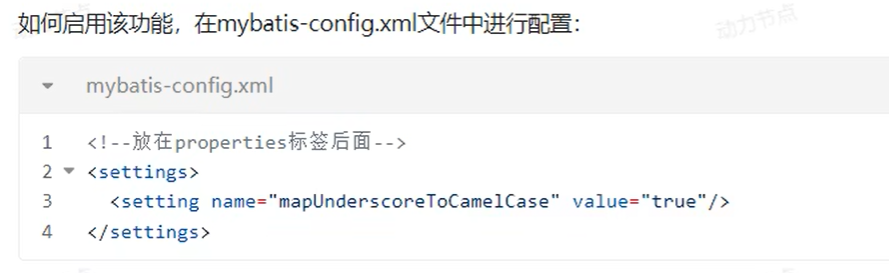 如何启用该功能，在mybatis-config.xml文件中进行配置：
动力节点
mybatis-config.xml
1 <!--放在properties标签后面-->
2 <settings>
3 <setting name="mapUnderscoreToCamelCase" value="true"/>
4 </settings>